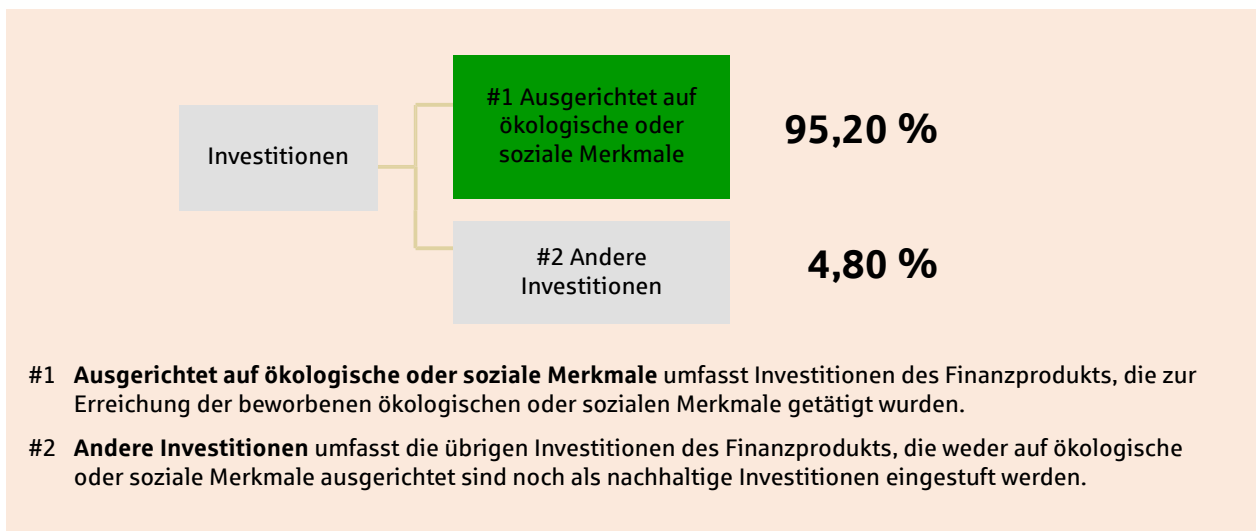 #1 Ausgerichtet auf
ökologische oder
soziale Merkmale
95,20 %
Investitionen
#2 Andere
Investitionen
4,80 %
#1 Ausgerichtet auf ökologische oder soziale Merkmale umfasst Investitionen des Finanzprodukts, die zur
Erreichung der beworbenen ökologischen oder sozialen Merkmale getätigt wurden.
#2 Andere Investitionen umfasst die übrigen Investitionen des Finanzprodukts, die weder auf ökologische
oder soziale Merkmale ausgerichtet sind noch als nachhaltige Investitionen eingestuft werden.